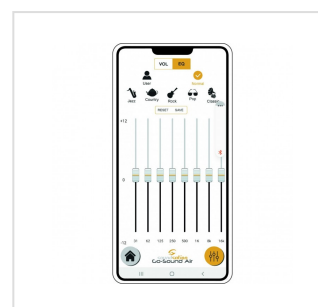 VOL EQ
User Normal
Jazz Country Rock Pop Classic
RESET SAVE
+12
0
-12 31 62 125 250 500 1K 8k 16k
Go-Sound Air